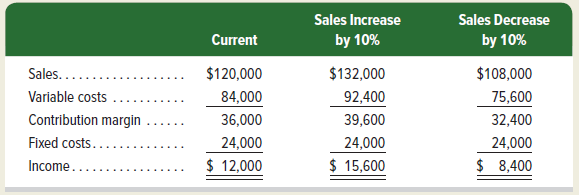 Current Sales Increase by 10% Sales Decrease by 10%
Sales. . . . . . . . . . . . . . . . . . . $120,000 $132,000 $108,000
Variable costs . . . . . . . . . . . 84,000 92,400 75,600
Contribution margin . . . . . . 36,000 39,600 32,400
Fixed costs. . . . . . . . . . . . . . 24,000 24,000 24,000
Income. . . . . . . . . . . . . . . . . $ 12,000 $ 15,600 $ 8,400